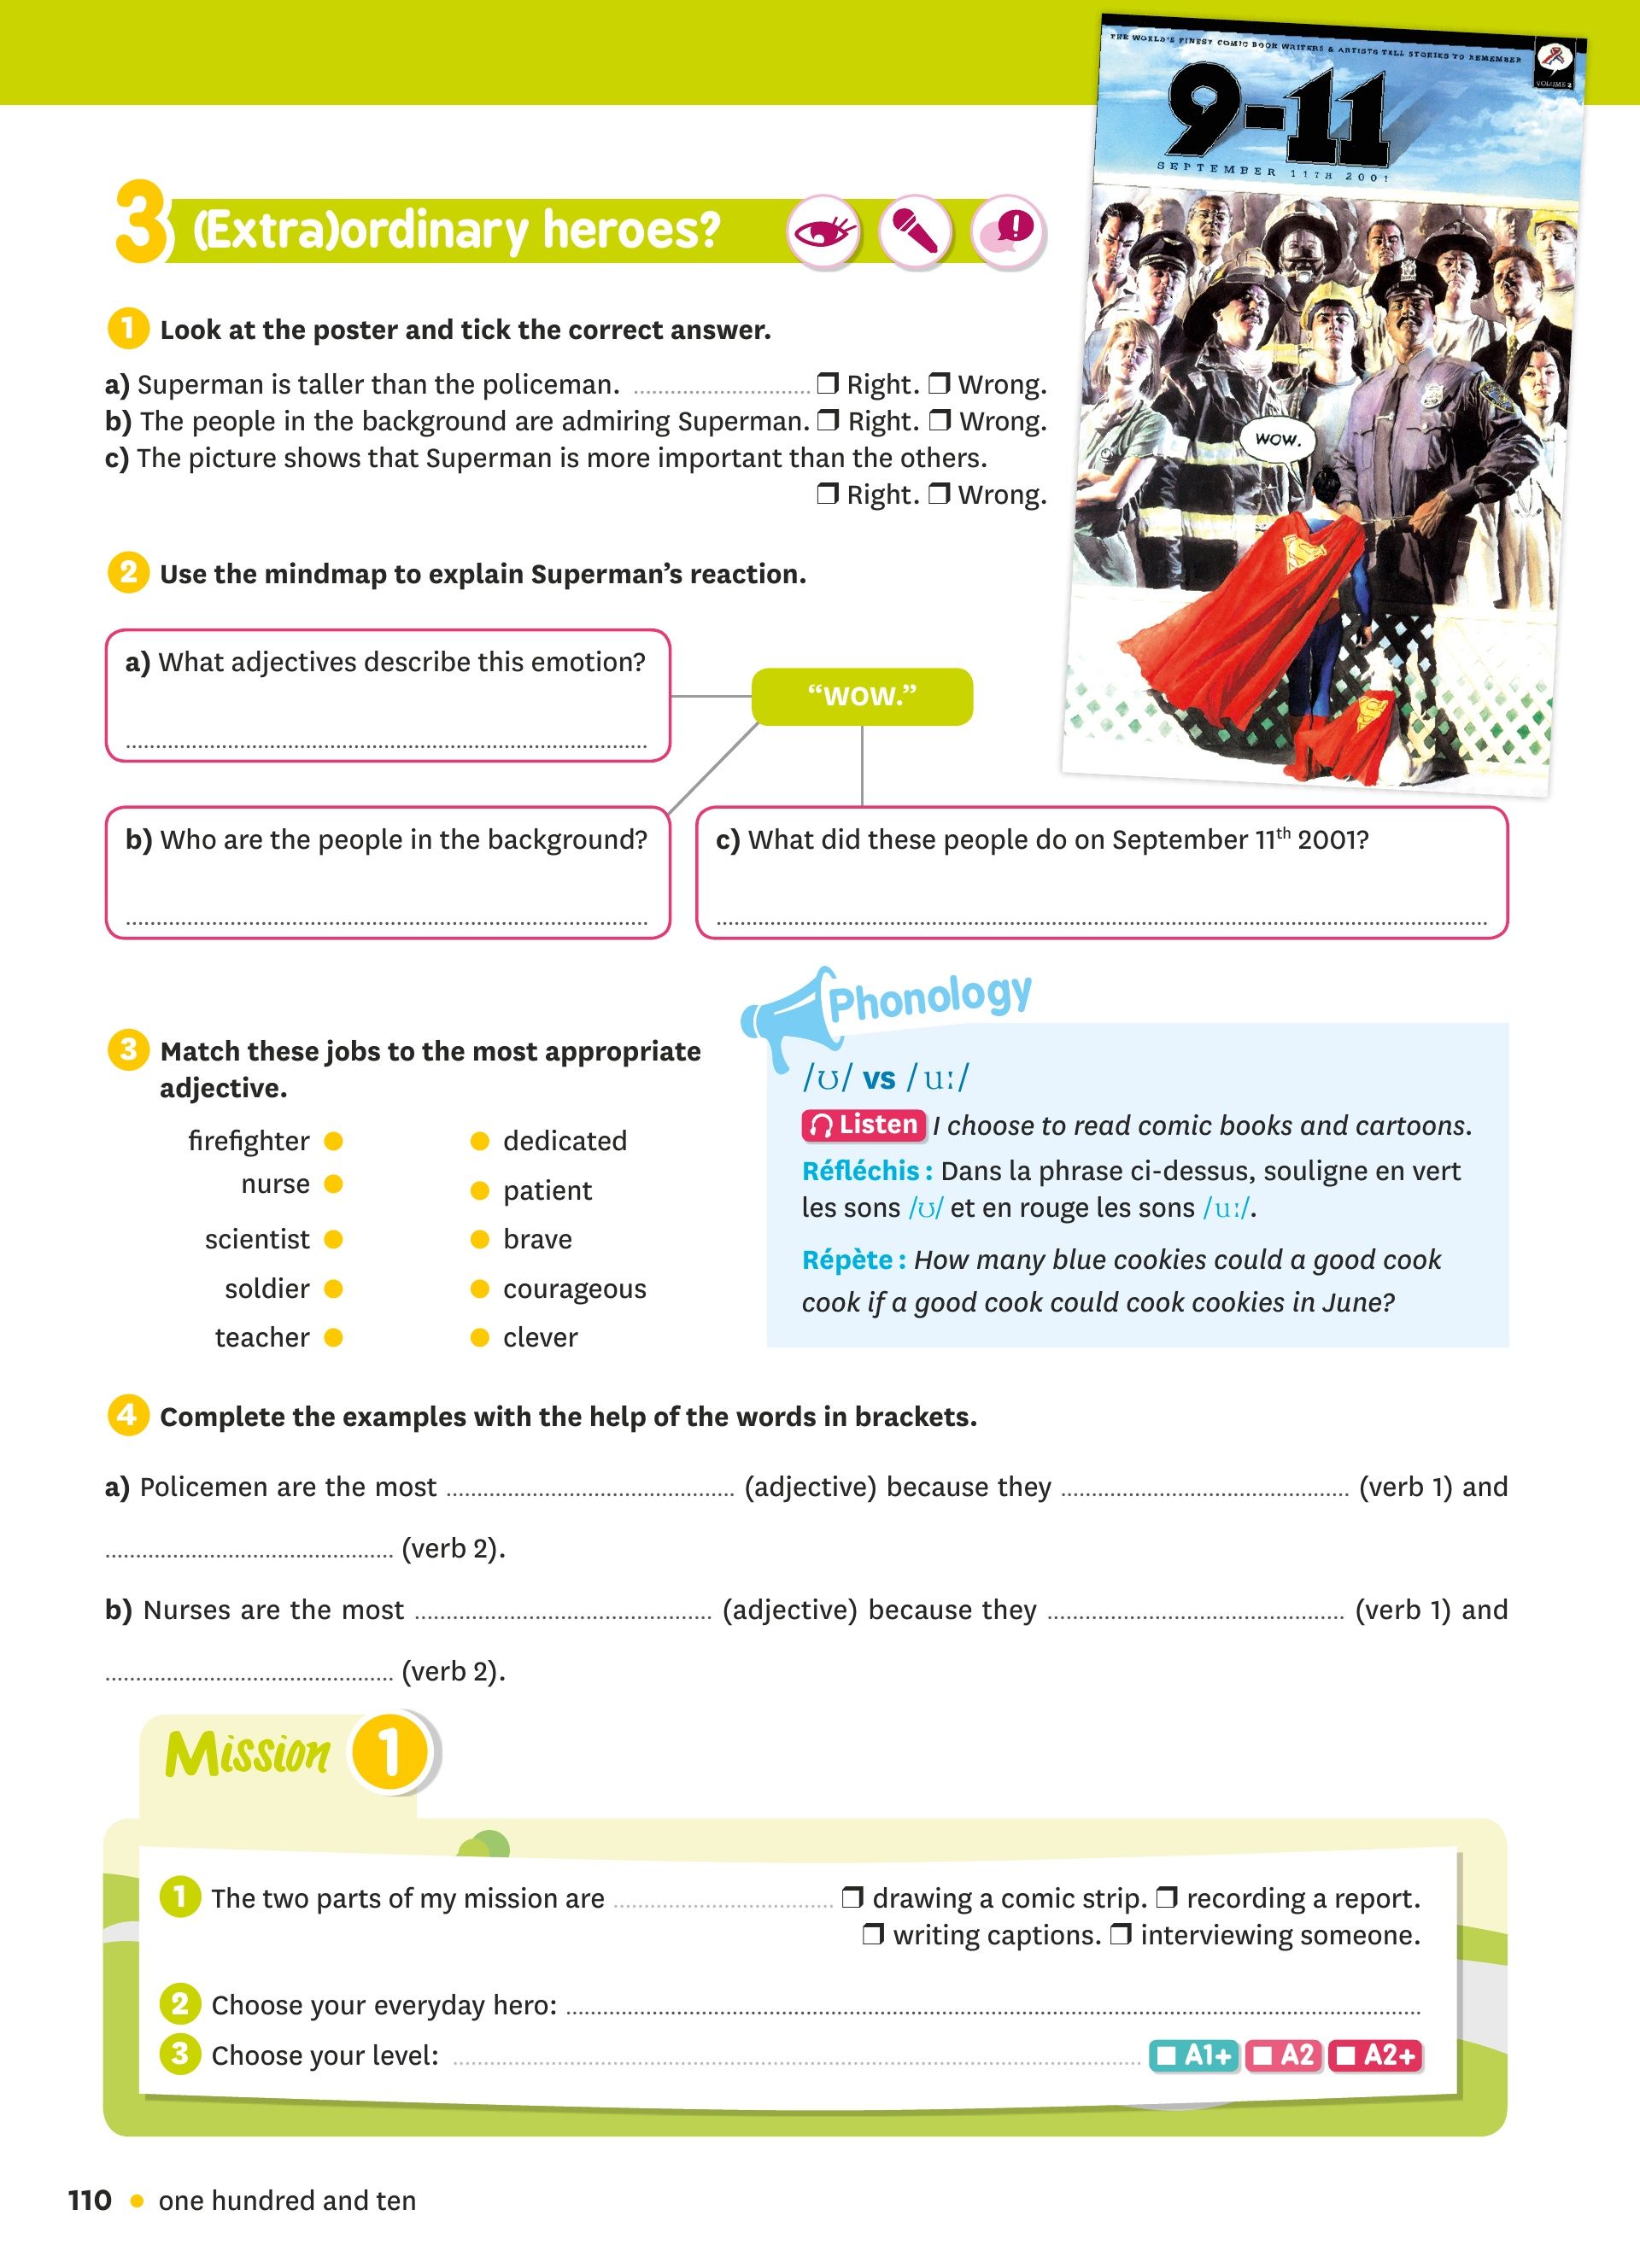 THE WORLD'S FINEST COMIC BOOK WRITERS & ARTISTS TELL STORIES TO REMEMBER
VOLUME 2
9-11
SEPTEMBER 11TH 2001
WOW.
3 (Extra)ordinary heroes?
1 Look at the poster and tick the correct answer.
a) Superman is taller than the policeman. ❒ Right. ❒ Wrong.
b) The people in the background are admiring Superman. ❒ Right. ❒ Wrong.
c) The picture shows that Superman is more important than the others.
❒ Right. ❒ Wrong.
2 Use the mindmap to explain Superman's reaction.
a) What adjectives describe this emotion?
"WOW."
b) Who are the people in the background?
c) What did these people do on September 11th 2001?
3 Match these jobs to the most appropriate
adjective.
firefighter ● ● dedicated
nurse ● ● patient
scientist ● ● brave
soldier ● ● courageous
teacher ● ● clever
Phonology
/ʊ/ vs /uː/
Listen I choose to read comic books and cartoons.
Réfléchis : Dans la phrase ci-dessus, souligne en vert
les sons /ʊ/ et en rouge les sons /uː/.
Répète : How many blue cookies could a good cook
cook if a good cook could cook cookies in June?
4 Complete the examples with the help of the words in brackets.
a) Policemen are the most .......... (adjective) because they .......... (verb 1) and
.......... (verb 2).
b) Nurses are the most .......... (adjective) because they .......... (verb 1) and
.......... (verb 2).
Mission 1
1 The two parts of my mission are .......... ❒ drawing a comic strip. ❒ recording a report.
❒ writing captions. ❒ interviewing someone.
2 Choose your everyday hero: ..........
3 Choose your level: .......... A1+ A2 A2+
110 • one hundred and ten